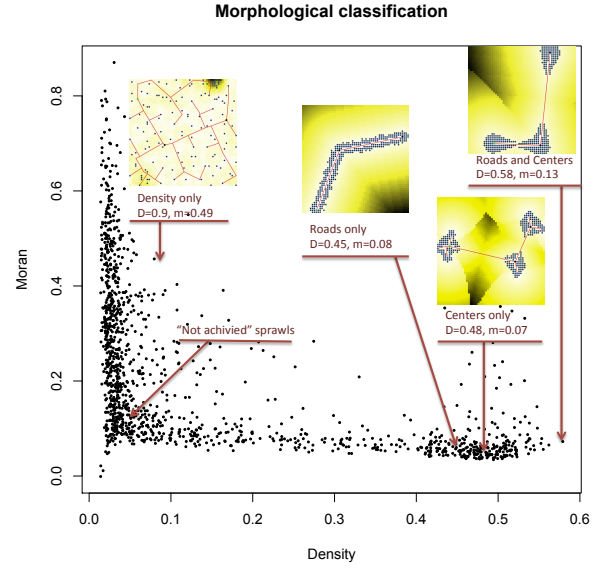 Morphological classification
Roads and Centers
D=0.58, m=0.13
Density only
D=0.9, m=0.49
Roads only
D=0.45, m=0.08
Centers only
D=0.48, m=0.07
“Not achivied” sprawls
Moran
0.8
0.6
0.4
0.2
0.0
0.0 0.1 0.2 0.3 0.4 0.5 0.6
Density